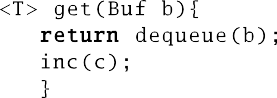 <T> get(Buf b){
return dequeue(b);
inc(c);
}